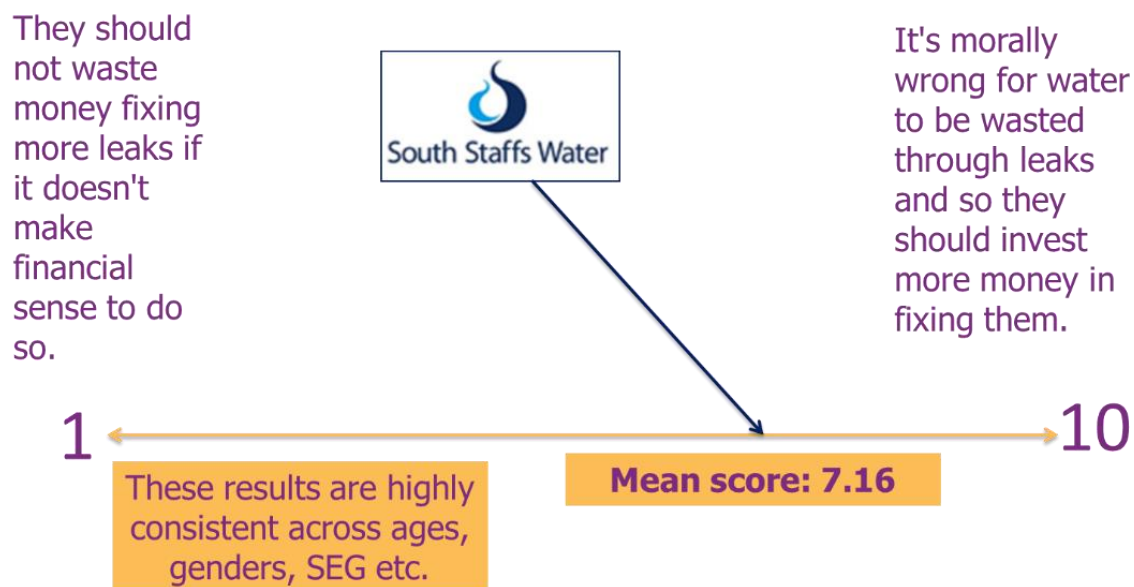 They should
not waste
money fixing
more leaks if
it doesn't
make
financial
sense to do
so.
South Staffs Water
It's morally
wrong for water
to be wasted
through leaks
and so they
should invest
more money in
fixing them.
1
10
Mean score: 7.16
These results are highly
consistent across ages,
genders, SEG etc.